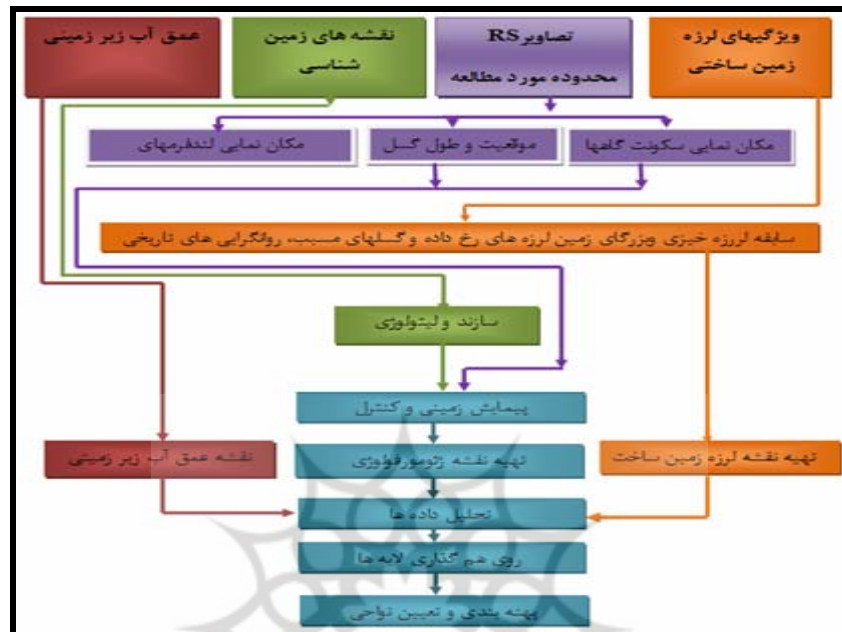 ویژگیهای لرزه
زمین ساختی
تصاویر RS
محدوده مورد مطالعه
نقشه های زمین
شناسی
عمق آب زیر زمینی
مکان نمایی سکونت گاهها
موقعیت و طول گسل
مکان نمایی لندفرمهای
سابقه لرزه خیزی ویزرگای زمین لرزه های رخ داده و گسلهای مسبب، روانگرایی های تاریخی
سازند و لیتولوژی
پیمایش زمینی و کنترل
تهیه نقشه لرزه زمین ساخت
تهیه نقشه ژئومورفولوژی
نقشه عمق آب زیر زمینی
تحلیل داده ها
روی هم گذاری لایه ها
پهنه بندی و تعیین نواحی